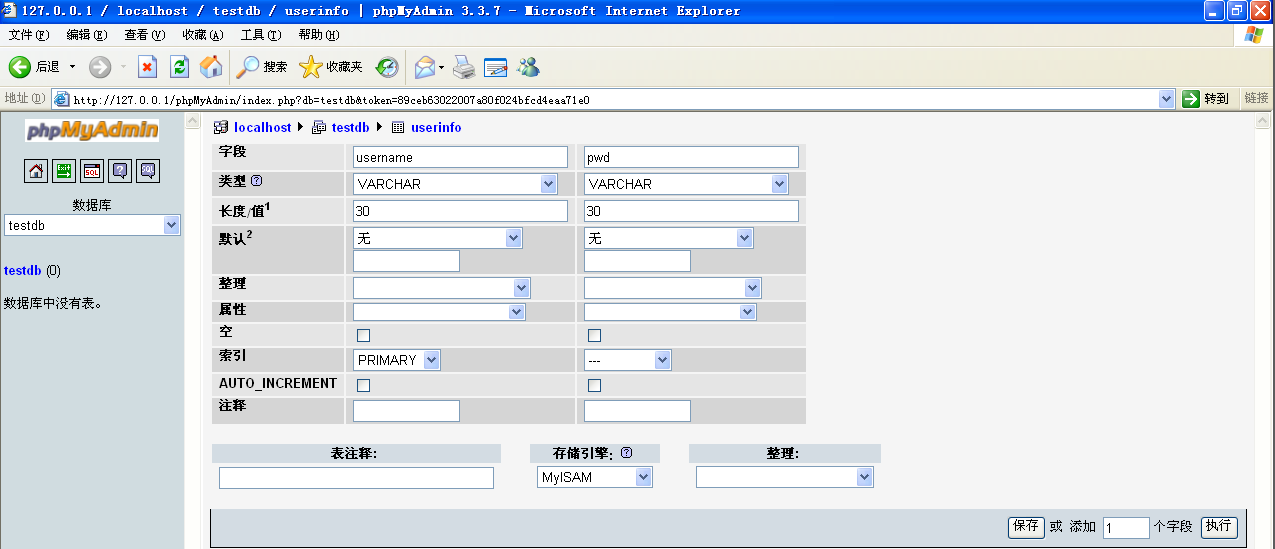 127.0.0.1 / localhost / testdb / userinfo | phpMyAdmin 3.3.7 - Microsoft Internet Explorer
文件(F) 编辑(E) 查看(V) 收藏(A) 工具(T) 帮助(H)
后退 搜索 收藏夹
地址(D) http://127.0.0.1/phpMyAdmin/index.php?db=testdb&token=89ceb63022007a80f024bfcd4eaa71e0 转到 链接
phpMyAdmin
Exit SQL ? SQL
数据库
testdb
testdb (0)
数据库中没有表。
localhost testdb userinfo
字段 username pwd
类型 ? VARCHAR VARCHAR
长度/值1 30 30
默认2 无 无
整理
属性
空
索引 PRIMARY ---
AUTO_INCREMENT
注释
表注释: 存储引擎: ? 整理:
MyISAM
保存 或 添加 1 个字段 执行